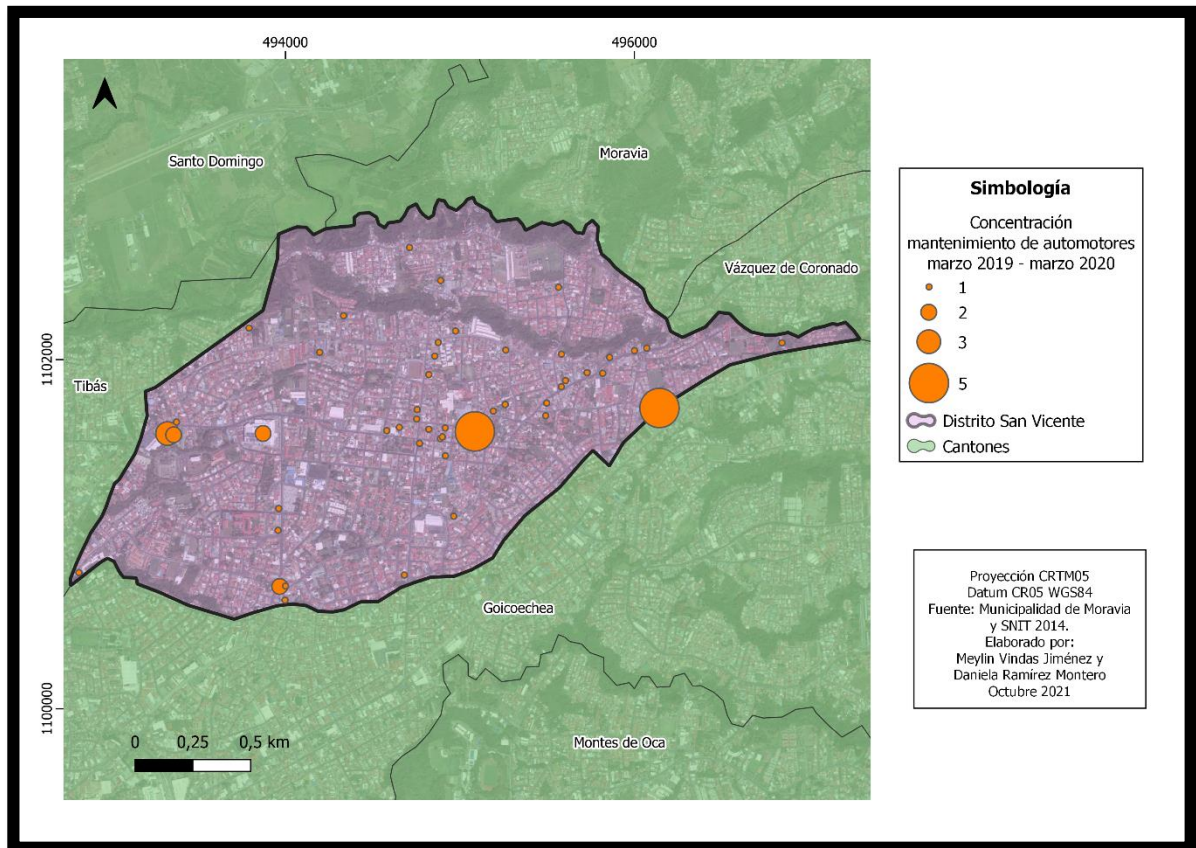 494000
496000
Santo Domingo
Moravia
Vázquez de Coronado
1102000
Tibás
Goicoechea
1100000
Montes de Oca
0 0,25 0,5 km
Simbología
Concentración
mantenimiento de automotores
marzo 2019 - marzo 2020
1
2
3
5
Distrito San Vicente
Cantones
Proyección CRTM05
Datum CR05 WGS84
Fuente: Municipalidad de Moravia
y SNIT 2014.
Elaborado por:
Meylin Vindas Jiménez y
Daniela Ramírez Montero
Octubre 2021